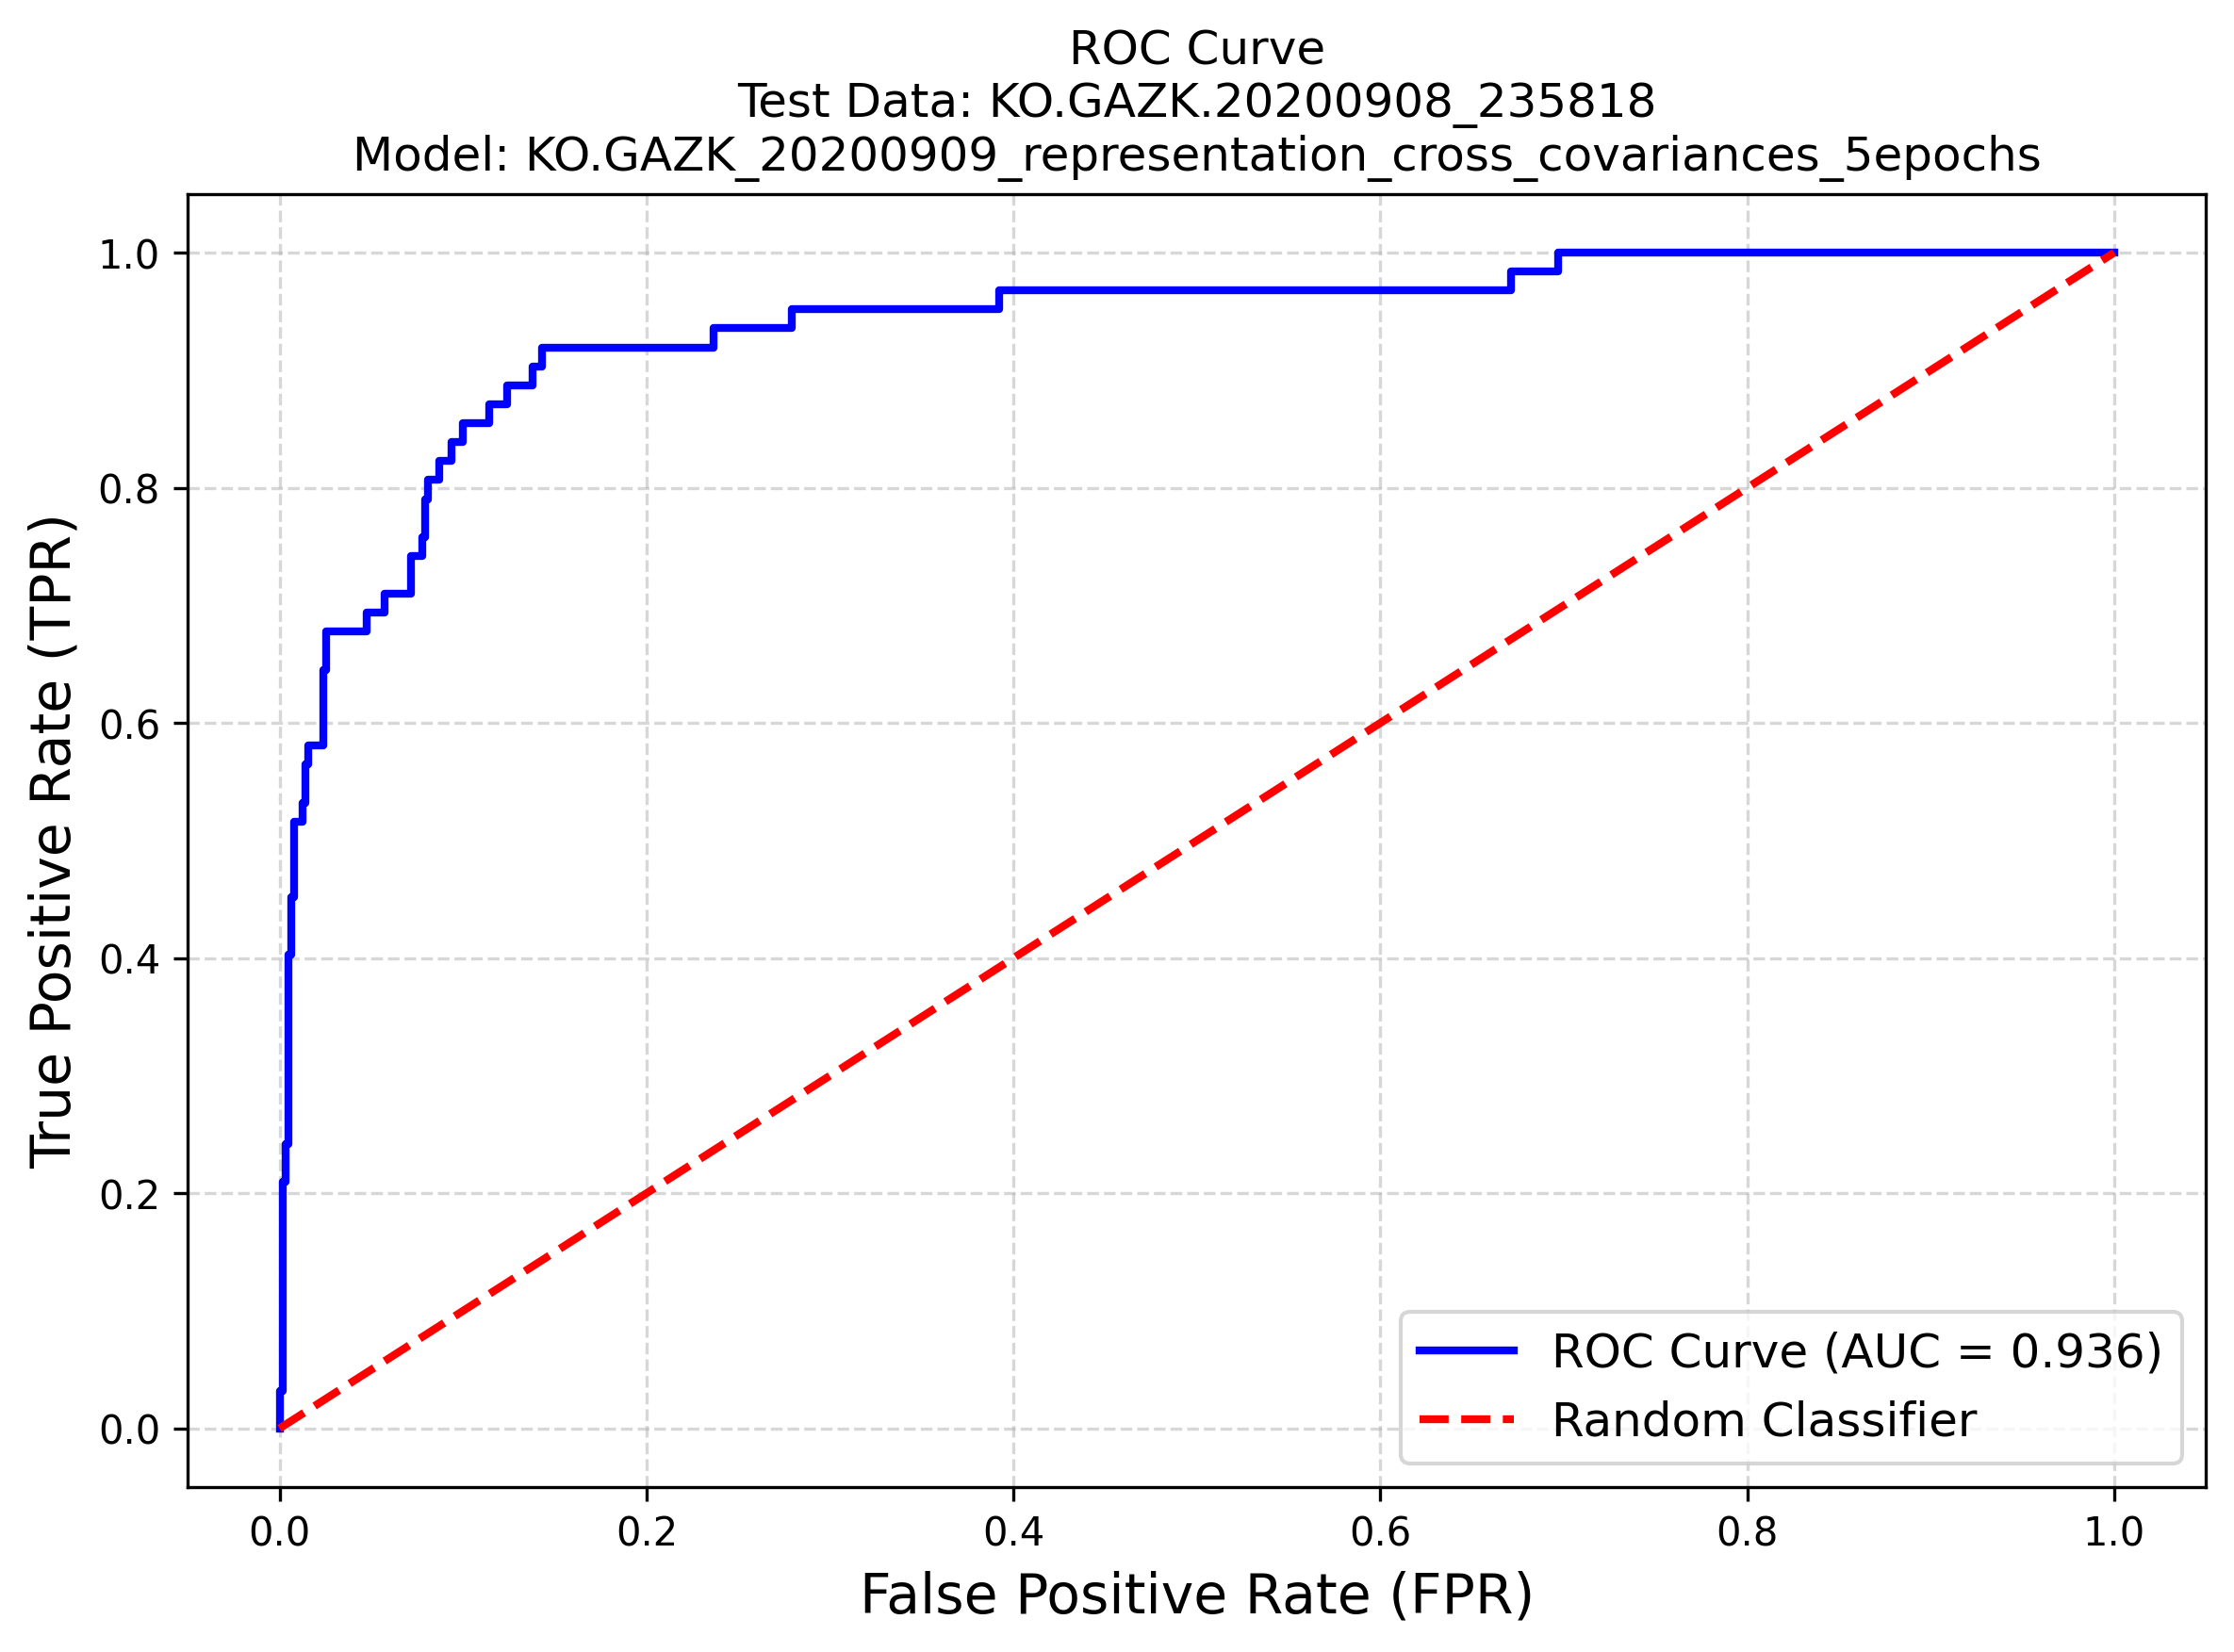 ROC Curve
Test Data: KO.GAZK.20200908_235818
Model: KO.GAZK_20200909_representation_cross_covariances_5epochs
True Positive Rate (TPR)
1.0
0.8
0.6
0.4
0.2
0.0
ROC Curve (AUC = 0.936)
Random Classifier
0.0 0.2 0.4 0.6 0.8 1.0
False Positive Rate (FPR)